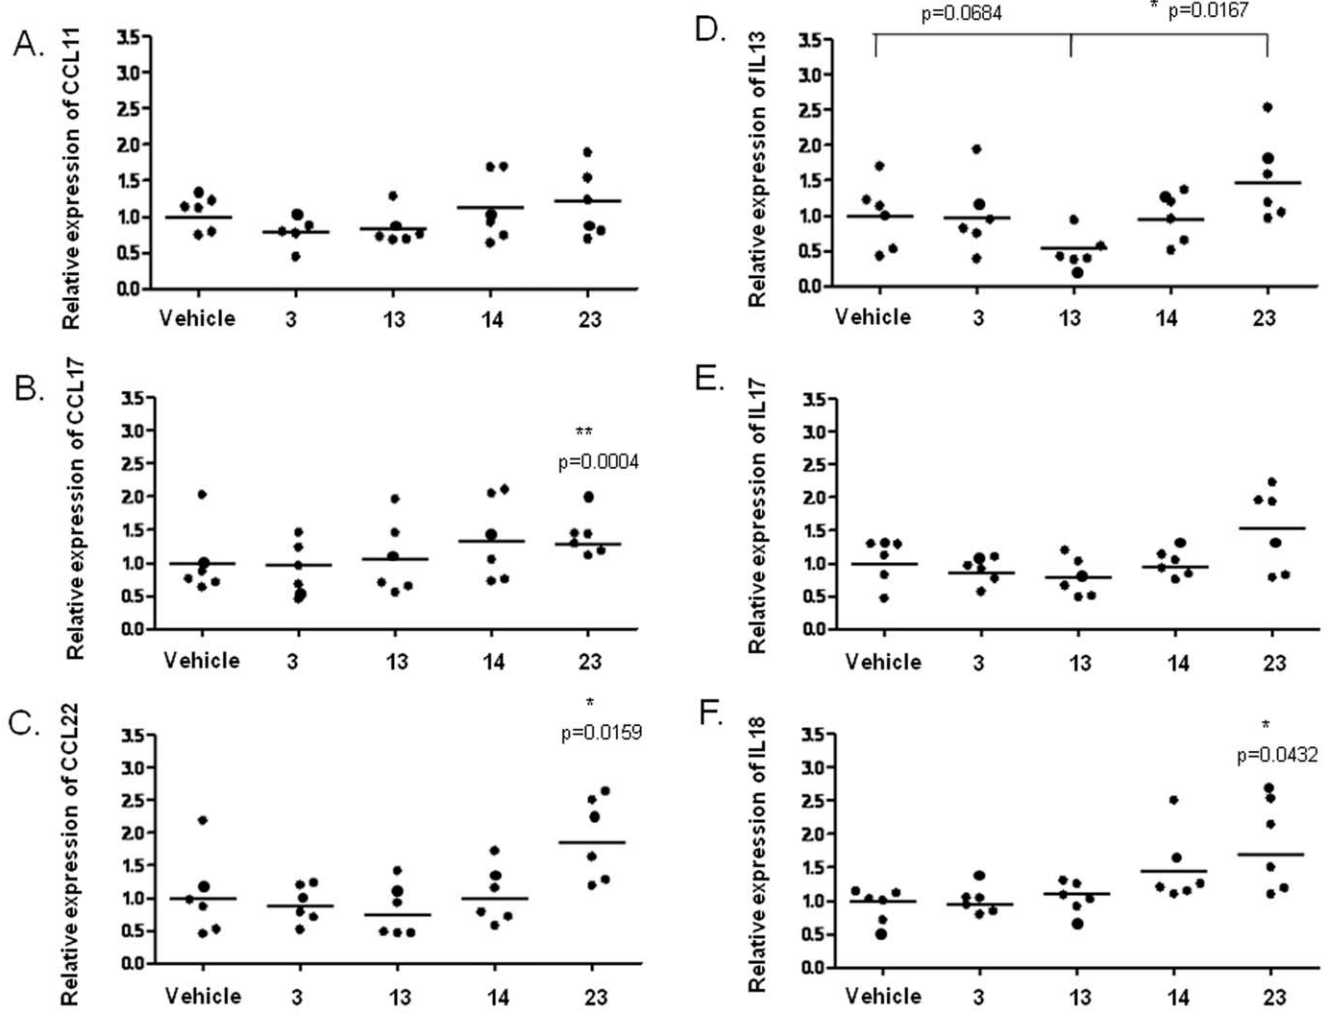 A.
Relative expression of CCL11
3.5
3.0
2.5
2.0
1.5
1.0
0.5
0.0
Vehicle 3 13 14 23
B.
Relative expression of CCL17
3.5
3.0
2.5
2.0
1.5
1.0
0.5
0.0
**
p=0.0004
Vehicle 3 13 14 23
C.
Relative expression of CCL22
3.5
3.0
2.5
2.0
1.5
1.0
0.5
0.0
*
p=0.0159
Vehicle 3 13 14 23
D.
Relative expression of IL13
p=0.0684
* p=0.0167
3.5
3.0
2.5
2.0
1.5
1.0
0.5
0.0
Vehicle 3 13 14 23
E.
Relative expression of IL17
3.5
3.0
2.5
2.0
1.5
1.0
0.5
0.0
Vehicle 3 13 14 23
F.
Relative expression of IL18
3.5
3.0
2.5
2.0
1.5
1.0
0.5
0.0
*
p=0.0432
Vehicle 3 13 14 23